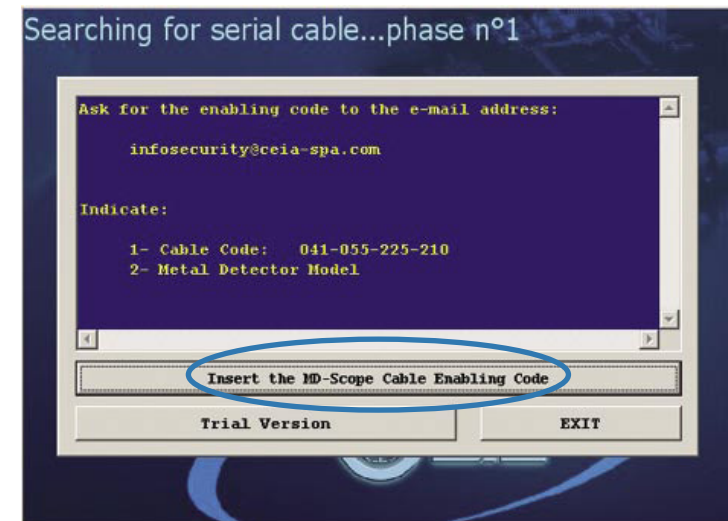 Searching for serial cable...phase n°1
Ask for the enabling code to the e-mail address:
infosecurity@ceia-spa.com
Indicate:
1- Cable Code: 041-055-225-210
2- Metal Detector Model
Insert the MD-Scope Cable Enabling Code
Trial Version
EXIT